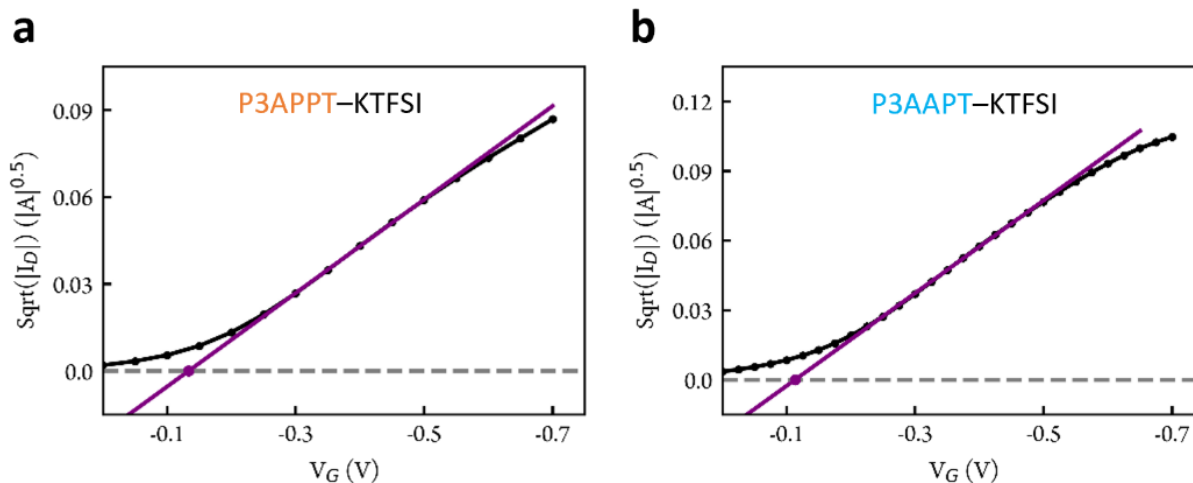 a
P3APPT–KTFSI
Sqrt(|I_D|) (|A|^0.5)
0.09
0.06
0.03
0.0
-0.1 -0.3 -0.5 -0.7
V_G (V)
b
P3AAPT–KTFSI
Sqrt(|I_D|) (|A|^0.5)
0.12
0.09
0.06
0.03
0.0
-0.1 -0.3 -0.5 -0.7
V_G (V)